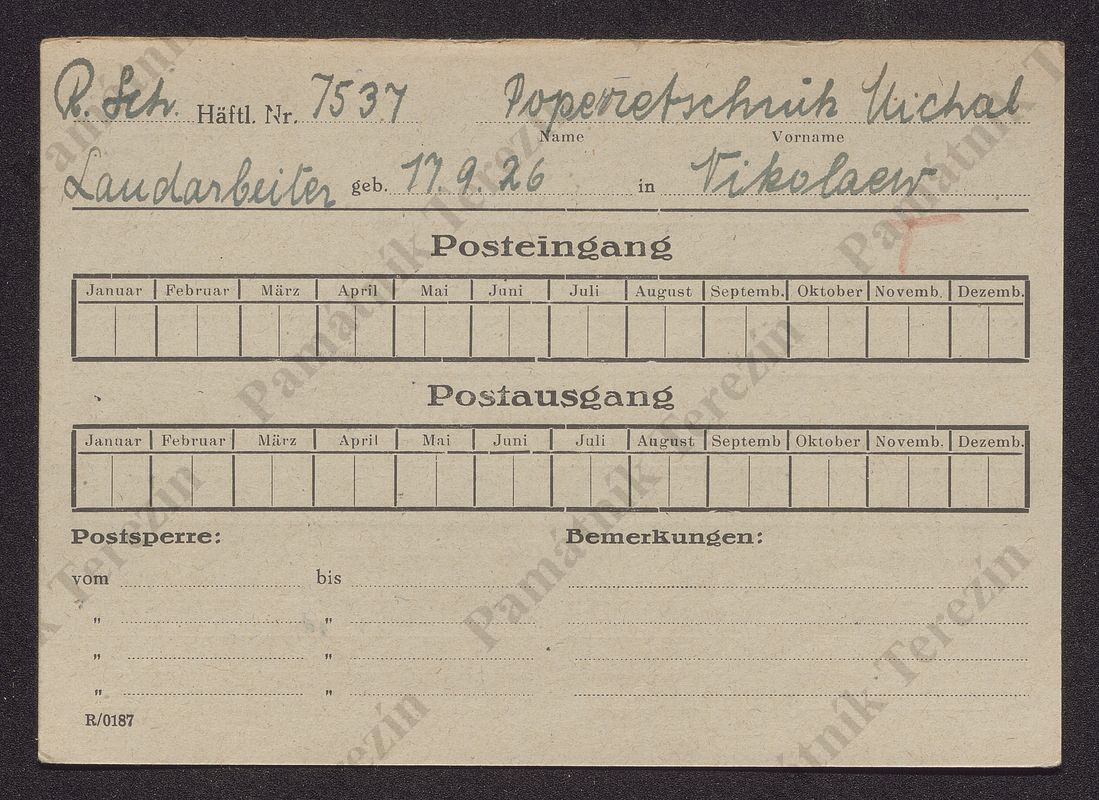 R. Sch. Häftl. Nr. 7537 Poperetschnik Michal
Name Vorname
Landarbeiter geb. 17. 9. 26 in Nikolaew
Posteingang
Januar Februar März April Mai Juni Juli August Septemb. Oktober Novemb. Dezemb.
Postausgang
Januar Februar März April Mai Juni Juli August Septemb Oktober Novemb. Dezemb.
Postsperre: Bemerkungen:
vom bis
" "
" "
" "
R/0187
Památník Terezín